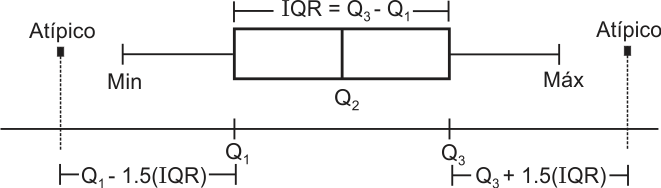 IQR = Q3 - Q1
Atípico
Atípico
Min
Máx
Q2
Q1
Q3
Q1 - 1.5(IQR)
Q3 + 1.5(IQR)